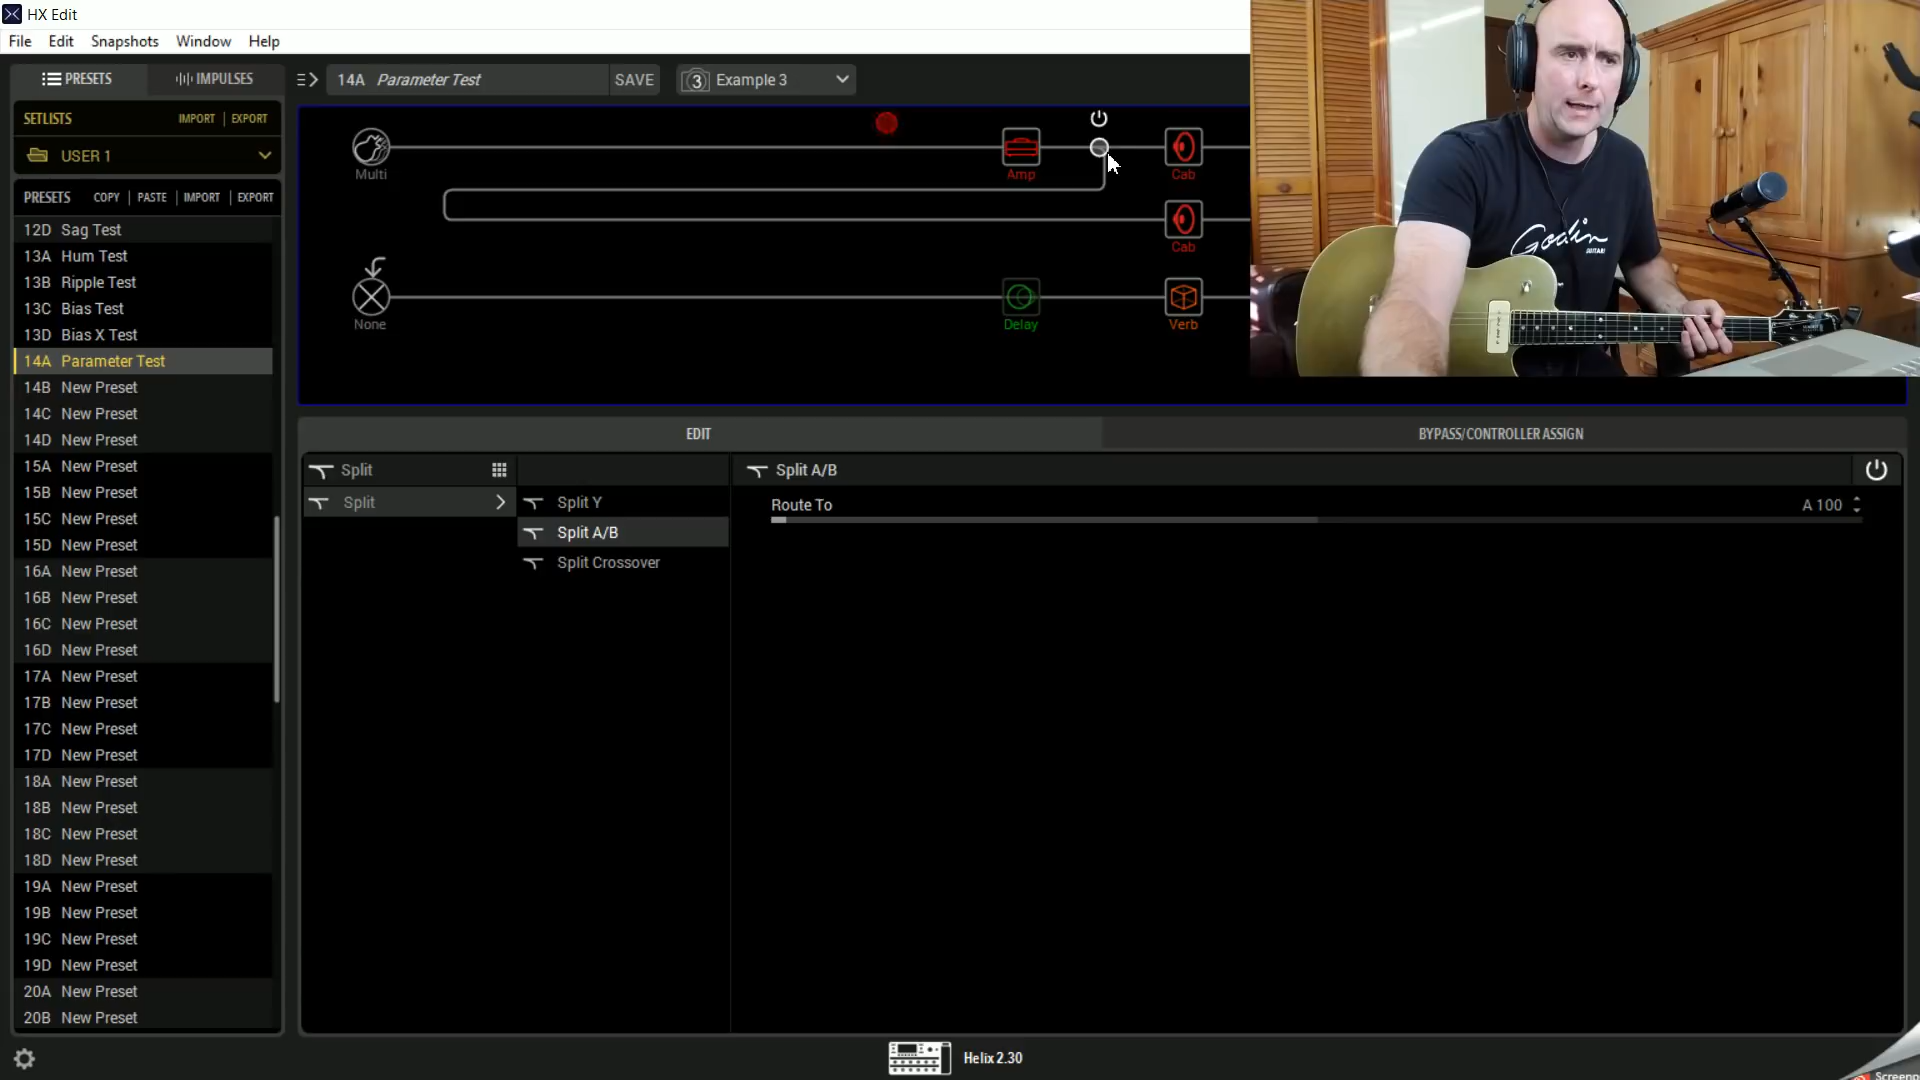 HX Edit
File Edit Snapshots Window Help
PRESETS IMPULSES
14A Parameter Test SAVE 3 Example 3
SETLISTS IMPORT EXPORT
USER 1
PRESETS COPY PASTE IMPORT EXPORT
12D Sag Test
13A Hum Test
13B Ripple Test
13C Bias Test
13D Bias X Test
14A Parameter Test
14B New Preset
14C New Preset
14D New Preset
15A New Preset
15B New Preset
15C New Preset
15D New Preset
16A New Preset
16B New Preset
16C New Preset
16D New Preset
17A New Preset
17B New Preset
17C New Preset
17D New Preset
18A New Preset
18B New Preset
18C New Preset
18D New Preset
19A New Preset
19B New Preset
19C New Preset
19D New Preset
20A New Preset
20B New Preset
Multi Amp Cab
Cab
None Delay Verb
Godin
GUITARS
EDIT BYPASS/CONTROLLER ASSIGN
Split
Split
Split Y
Split A/B
Split Crossover
Split A/B
Route To A 100
Helix 2.30